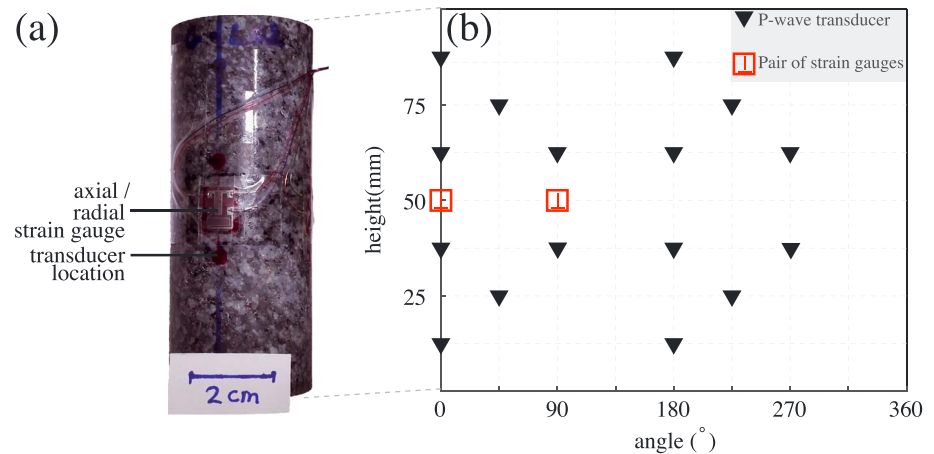 (a)
axial /
radial
strain gauge
transducer
location
2 cm
(b)
P-wave transducer
Pair of strain gauges
height(mm)
75
50
25
0
90
180
270
360
angle (°)